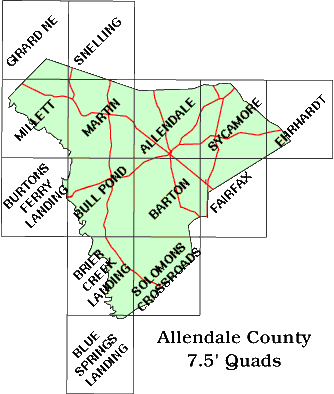 GIRARD NE
SNELLING
MILLETT
MARTIN
ALLENDALE
SYCAMORE
EHRHARDT
BURTONS
FERRY
LANDING
BULL POND
BARTON
FAIRFAX
BRIER
CREEK
LANDING
SOLOMONS
CROSSROADS
BLUE
SPRINGS
LANDING
Allendale County
7.5' Quads